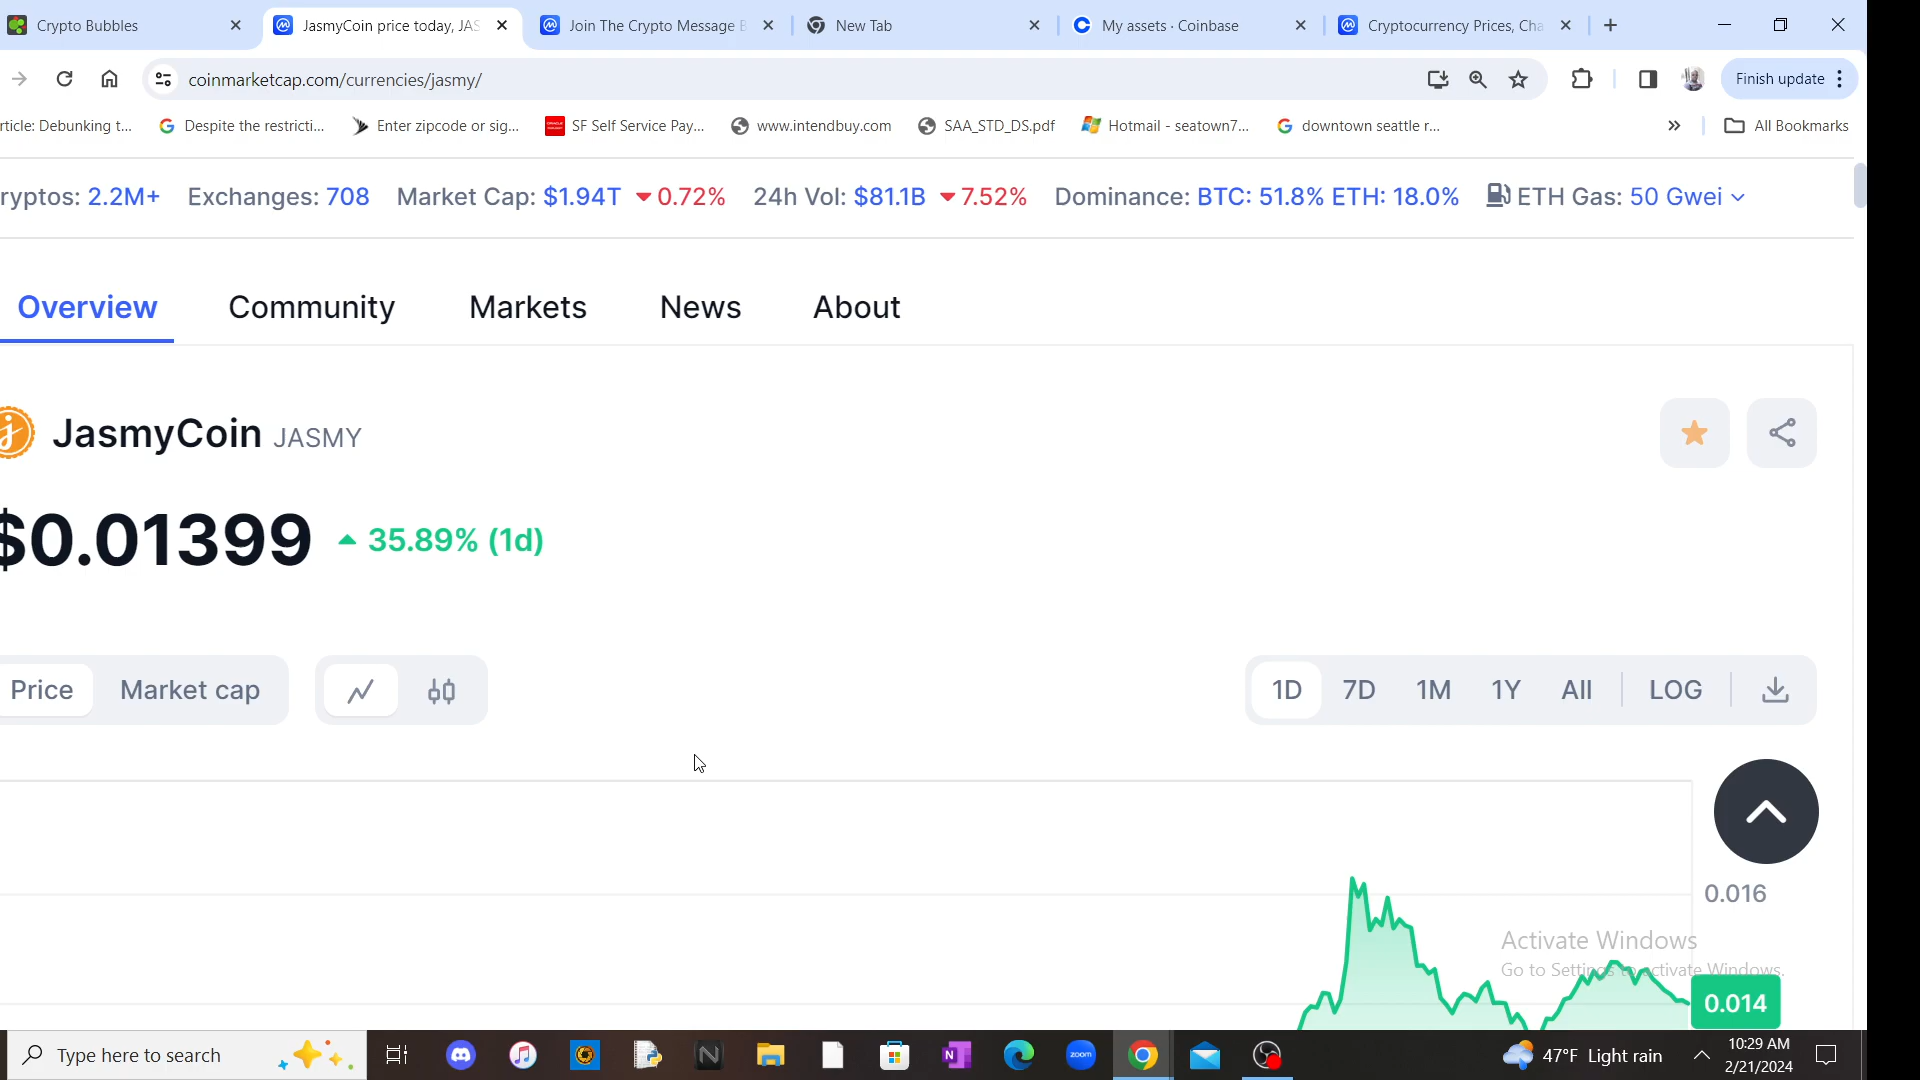 Crypto Bubbles
JasmyCoin price today, JAS
Join The Crypto Message B
New Tab
My assets · Coinbase
Cryptocurrency Prices, Cha
coinmarketcap.com/currencies/jasmy/
Finish update
rticle: Debunking t...
Despite the restricti...
Enter zipcode or sig...
SF Self Service Pay...
www.intendbuy.com
SAA_STD_DS.pdf
Hotmail - seatown7...
downtown seattle r...
All Bookmarks
ryptos: 2.2M+ Exchanges: 708 Market Cap: $1.94T 0.72% 24h Vol: $81.1B 7.52% Dominance: BTC: 51.8% ETH: 18.0% ETH Gas: 50 Gwei
Overview Community Markets News About
JasmyCoin JASMY
$0.01399 35.89% (1d)
Price Market cap
1D 7D 1M 1Y All LOG
0.016
Activate Windows
Go to Settings to activate Windows.
0.014
Type here to search
zoom
47°F Light rain
10:29 AM
2/21/2024